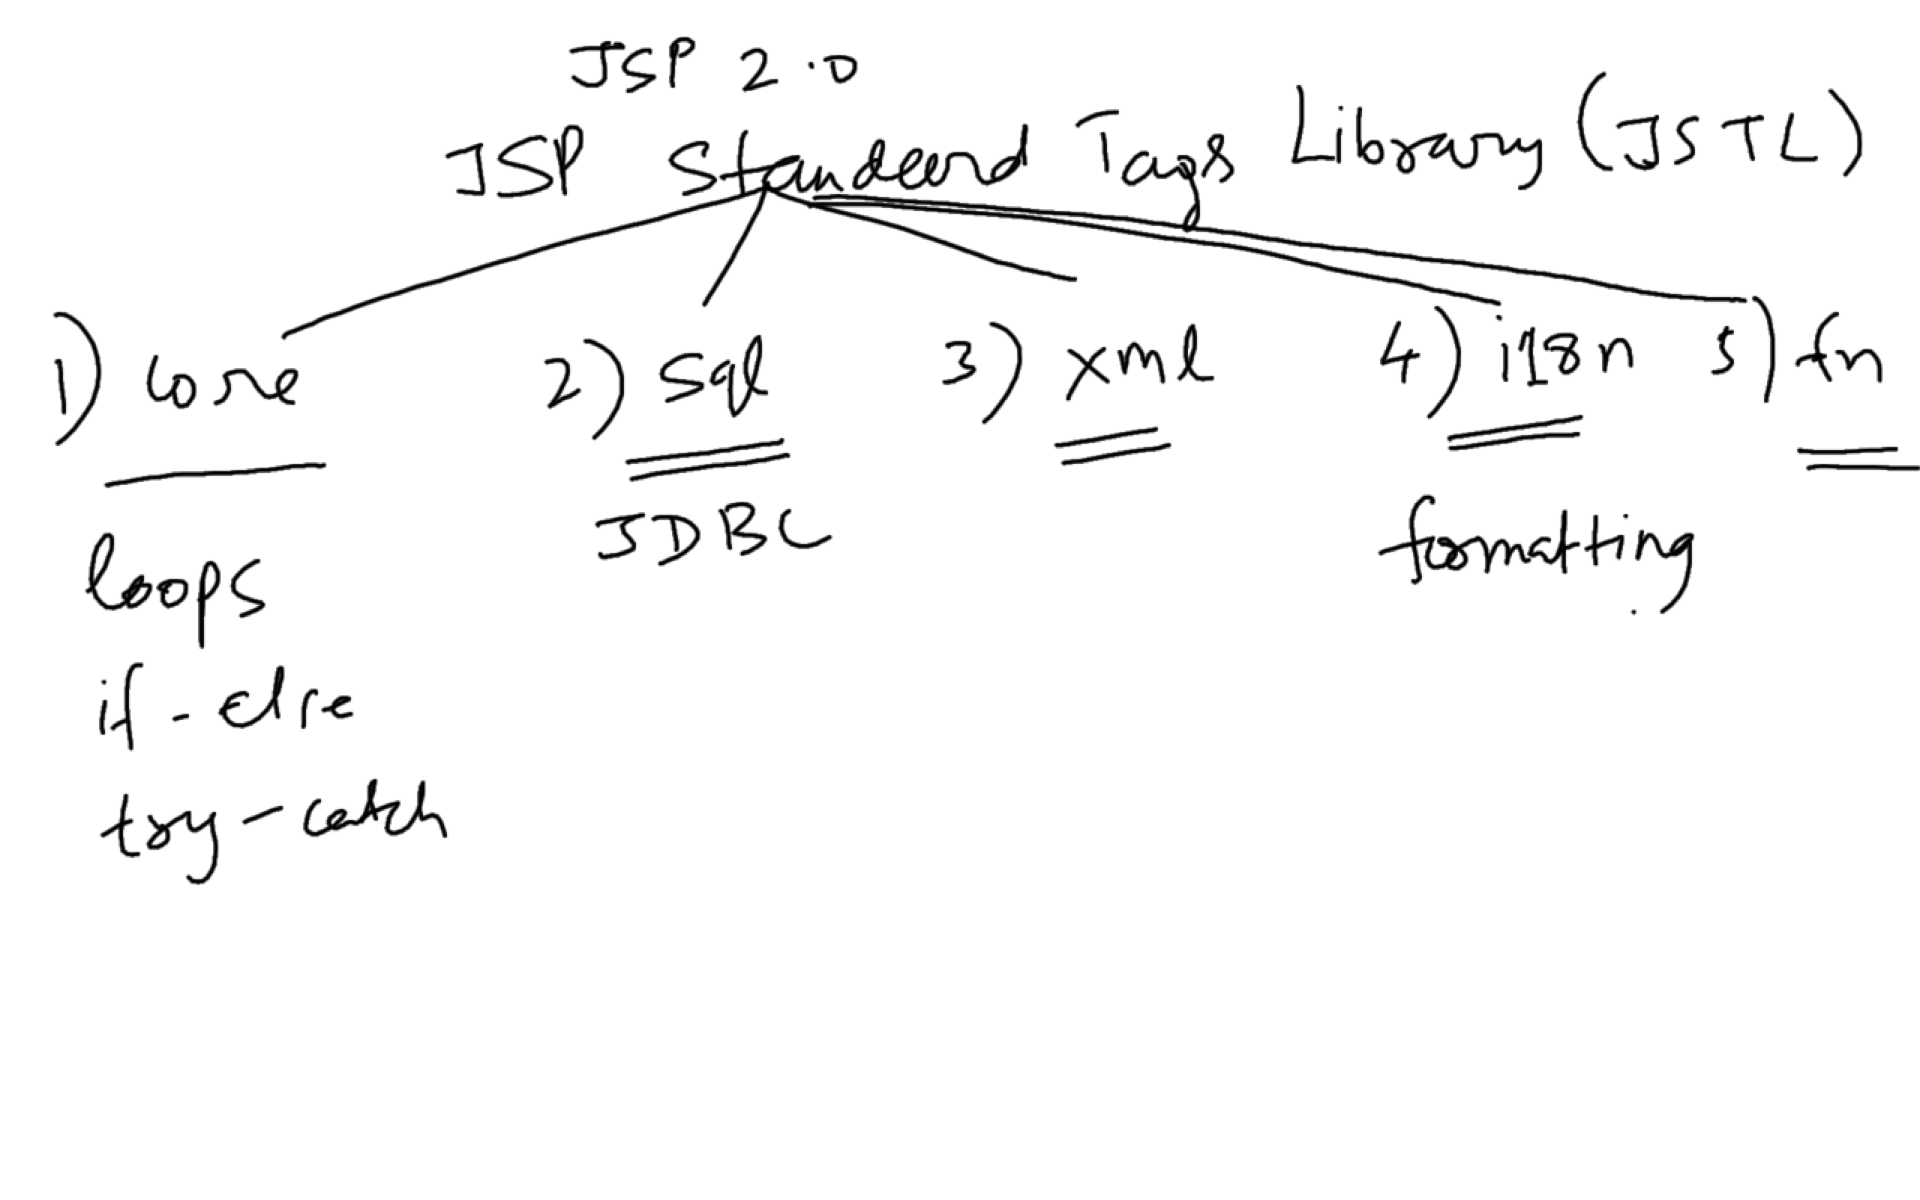 JSP 2.0
JSP Standard Tags Library (JSTL)
1) core 2) sql 3) xml 4) i18n 5) fn
JDBC formatting
loops
if-else
try-catch